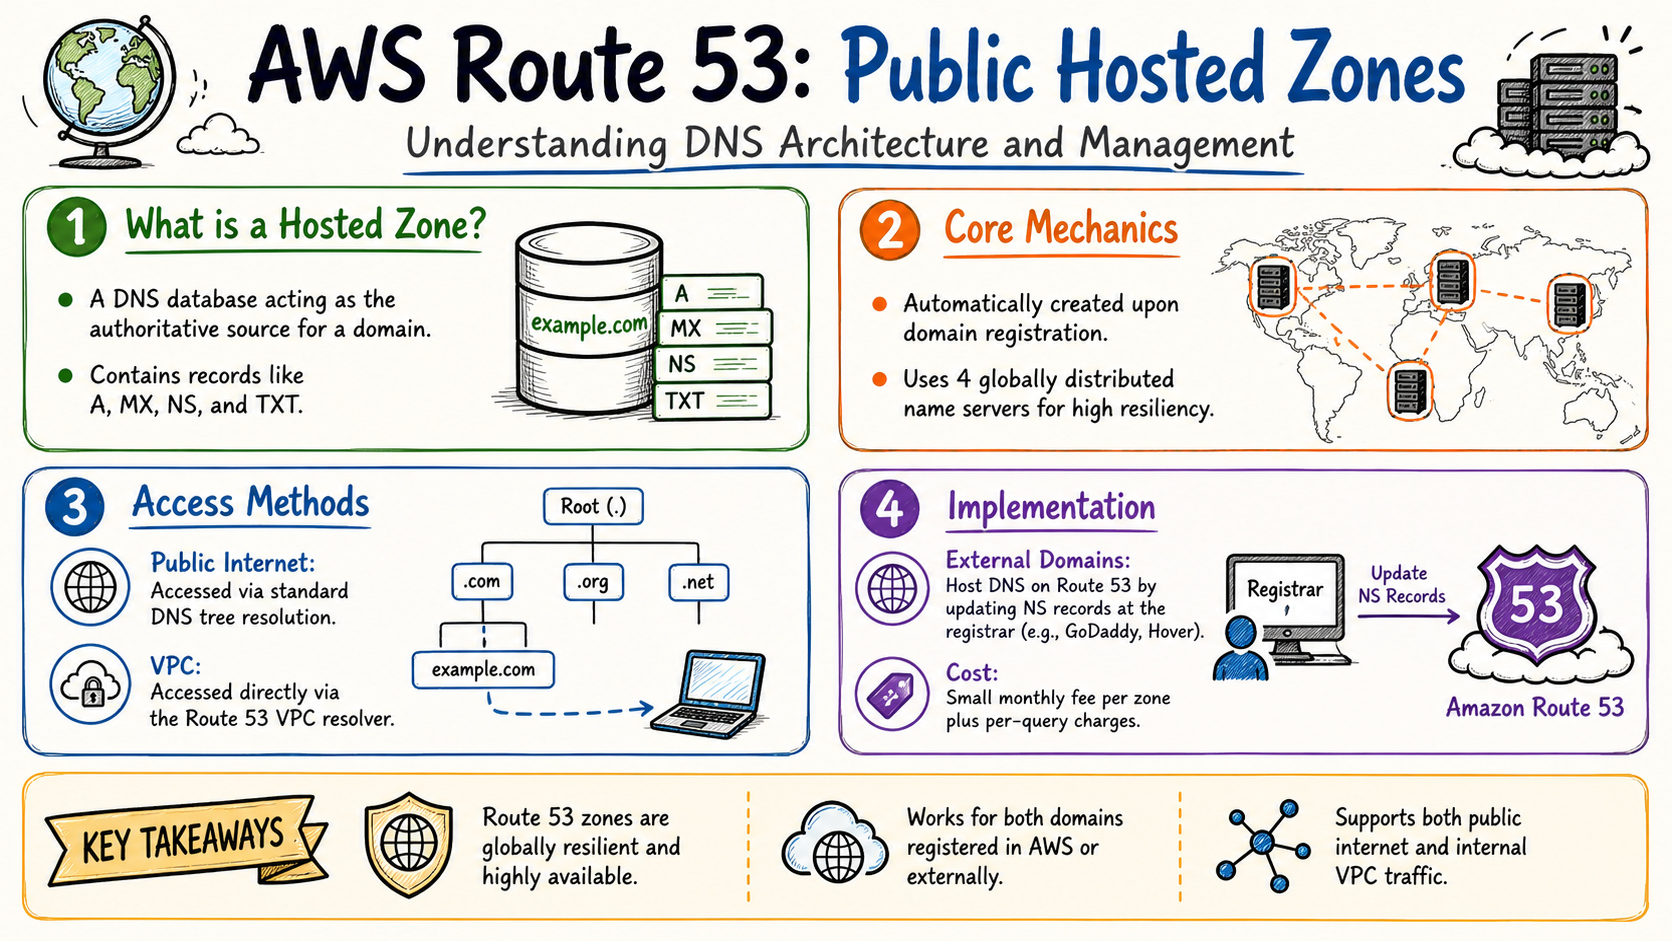 AWS Route 53: Public Hosted Zones
Understanding DNS Architecture and Management
1
What is a Hosted Zone?
A DNS database acting as the
authoritative source for a domain.
Contains records like
A, MX, NS, and TXT.
example.com
A
MX
NS
TXT
2
Core Mechanics
Automatically created upon
domain registration.
Uses 4 globally distributed
name servers for high resiliency.
3
Access Methods
Public Internet:
Accessed via standard
DNS tree resolution.
VPC:
Accessed directly via
the Route 53 VPC resolver.
Root (.)
.com
.org
.net
example.com
4
Implementation
External Domains:
Host DNS on Route 53 by
updating NS records at the
registrar (e.g., GoDaddy, Hover).
Cost:
Small monthly fee per zone
plus per-query charges.
Registrar
Update
NS Records
53
Amazon Route 53
KEY TAKEAWAYS
Route 53 zones are
globally resilient and
highly available.
Works for both domains
registered in AWS or
externally.
Supports both public
internet and internal
VPC traffic.